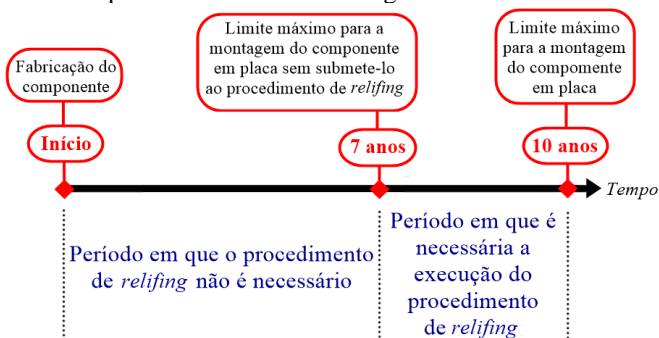 Fabricação do
componente
Início
Limite máximo para a
montagem do componente
em placa sem submete-lo
ao procedimento de relifing
7 anos
Limite máximo
para a montagem
do compomente
em placa
10 anos
Tempo
Período em que o procedimento
de relifing não é necessário
Período em que é
necessária a
execução do
procedimento
de relifing